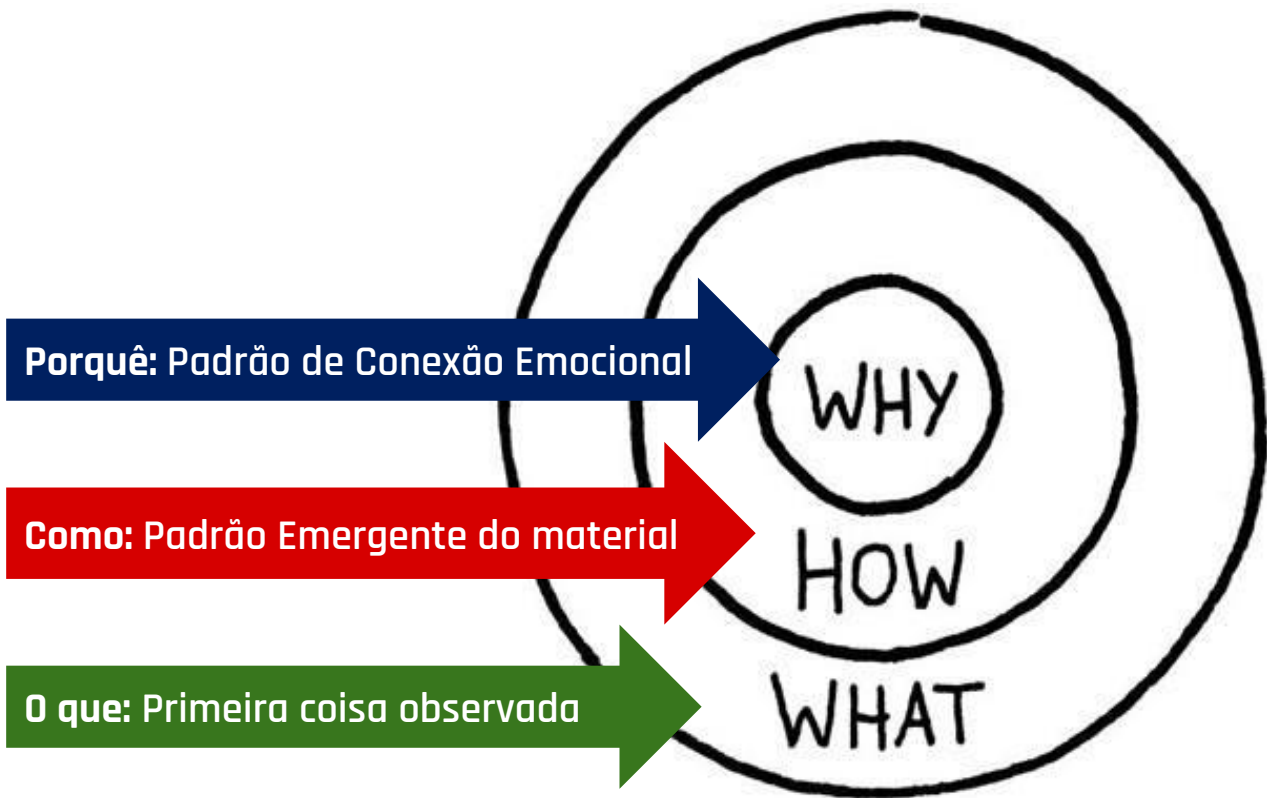 Porquê: Padrão de Conexão Emocional
WHY
Como: Padrão Emergente do material
HOW
O que: Primeira coisa observada
WHAT